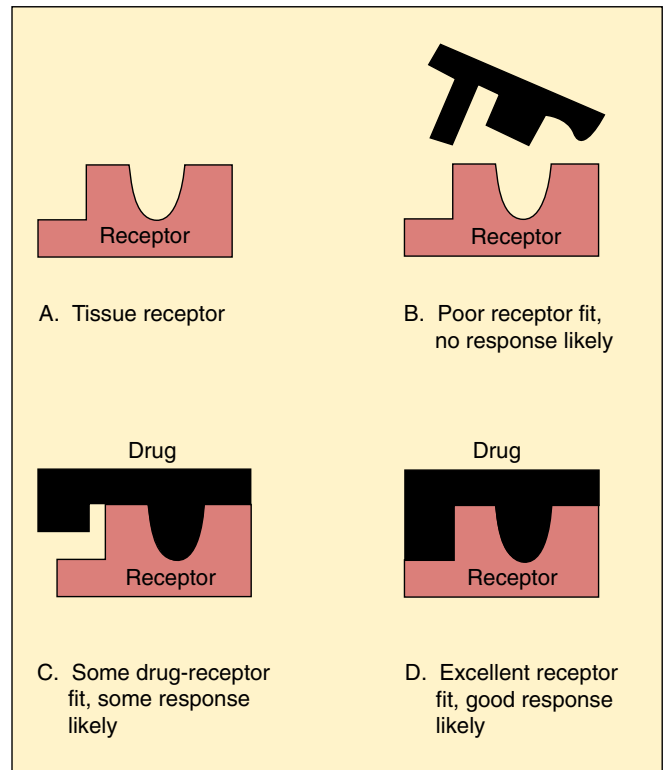 Receptor
A. Tissue receptor
Receptor
B. Poor receptor fit,
no response likely
Drug
Receptor
C. Some drug-receptor
fit, some response
likely
Drug
Receptor
D. Excellent receptor
fit, good response
likely